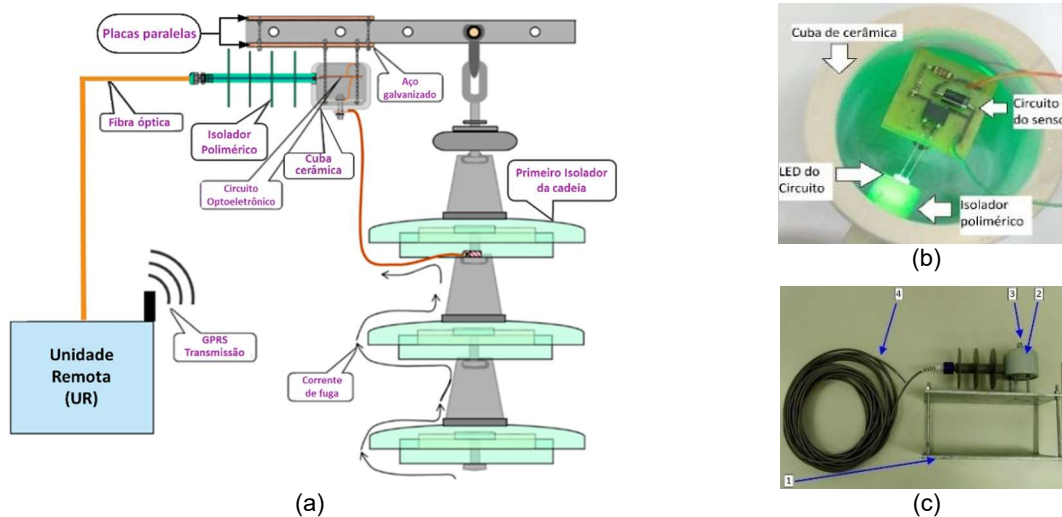 Placas paralelas
Aço
galvanizado
Fibra óptica
Isolador
Polimérico
Cuba
cerâmica
Circuito
Optoeletrônico
Primeiro Isolador
da cadeia
GPRS
Transmissão
Unidade
Remota
(UR)
Corrente
de fuga
(a)
Cuba de cerâmica
Circuito
do senso
LED do
Circuito
Isolador
polimérico
(b)
4
3
2
1
(c)